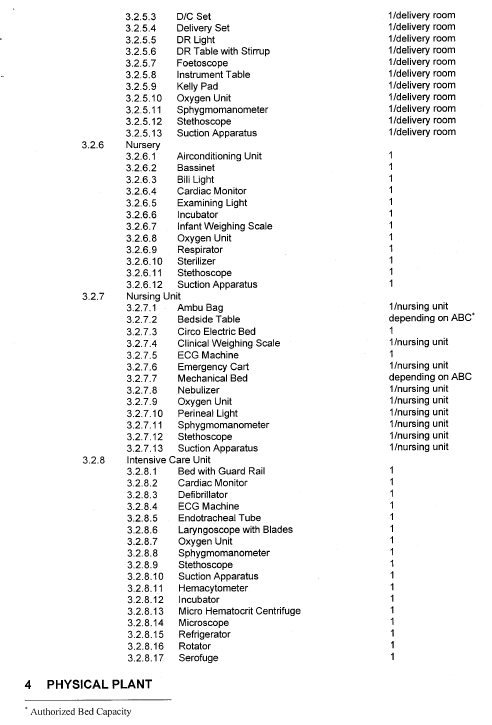 3.2.5.3 D/C Set 1/delivery room
3.2.5.4 Delivery Set 1/delivery room
3.2.5.5 DR Light 1/delivery room
3.2.5.6 DR Table with Stirrup 1/delivery room
3.2.5.7 Foetoscope 1/delivery room
3.2.5.8 Instrument Table 1/delivery room
3.2.5.9 Kelly Pad 1/delivery room
3.2.5.10 Oxygen Unit 1/delivery room
3.2.5.11 Sphygmomanometer 1/delivery room
3.2.5.12 Stethoscope 1/delivery room
3.2.5.13 Suction Apparatus 1/delivery room
3.2.6 Nursery
3.2.6.1 Airconditioning Unit 1
3.2.6.2 Bassinet 1
3.2.6.3 Bili Light 1
3.2.6.4 Cardiac Monitor 1
3.2.6.5 Examining Light 1
3.2.6.6 Incubator 1
3.2.6.7 Infant Weighing Scale 1
3.2.6.8 Oxygen Unit 1
3.2.6.9 Respirator 1
3.2.6.10 Sterilizer 1
3.2.6.11 Stethoscope 1
3.2.6.12 Suction Apparatus 1
3.2.7 Nursing Unit
3.2.7.1 Ambu Bag 1/nursing unit
3.2.7.2 Bedside Table depending on ABC*
3.2.7.3 Circo Electric Bed 1
3.2.7.4 Clinical Weighing Scale 1/nursing unit
3.2.7.5 ECG Machine 1
3.2.7.6 Emergency Cart 1/nursing unit
3.2.7.7 Mechanical Bed depending on ABC
3.2.7.8 Nebulizer 1/nursing unit
3.2.7.9 Oxygen Unit 1/nursing unit
3.2.7.10 Perineal Light 1/nursing unit
3.2.7.11 Sphygmomanometer 1/nursing unit
3.2.7.12 Stethoscope 1/nursing unit
3.2.7.13 Suction Apparatus 1/nursing unit
3.2.8 Intensive Care Unit
3.2.8.1 Bed with Guard Rail 1
3.2.8.2 Cardiac Monitor 1
3.2.8.3 Defibrillator 1
3.2.8.4 ECG Machine 1
3.2.8.5 Endotracheal Tube 1
3.2.8.6 Laryngoscope with Blades 1
3.2.8.7 Oxygen Unit 1
3.2.8.8 Sphygmomanometer 1
3.2.8.9 Stethoscope 1
3.2.8.10 Suction Apparatus 1
3.2.8.11 Hemacytometer 1
3.2.8.12 Incubator 1
3.2.8.13 Micro Hematocrit Centrifuge 1
3.2.8.14 Microscope 1
3.2.8.15 Refrigerator 1
3.2.8.16 Rotator 1
3.2.8.17 Serofuge 1
4 PHYSICAL PLANT
* Authorized Bed Capacity